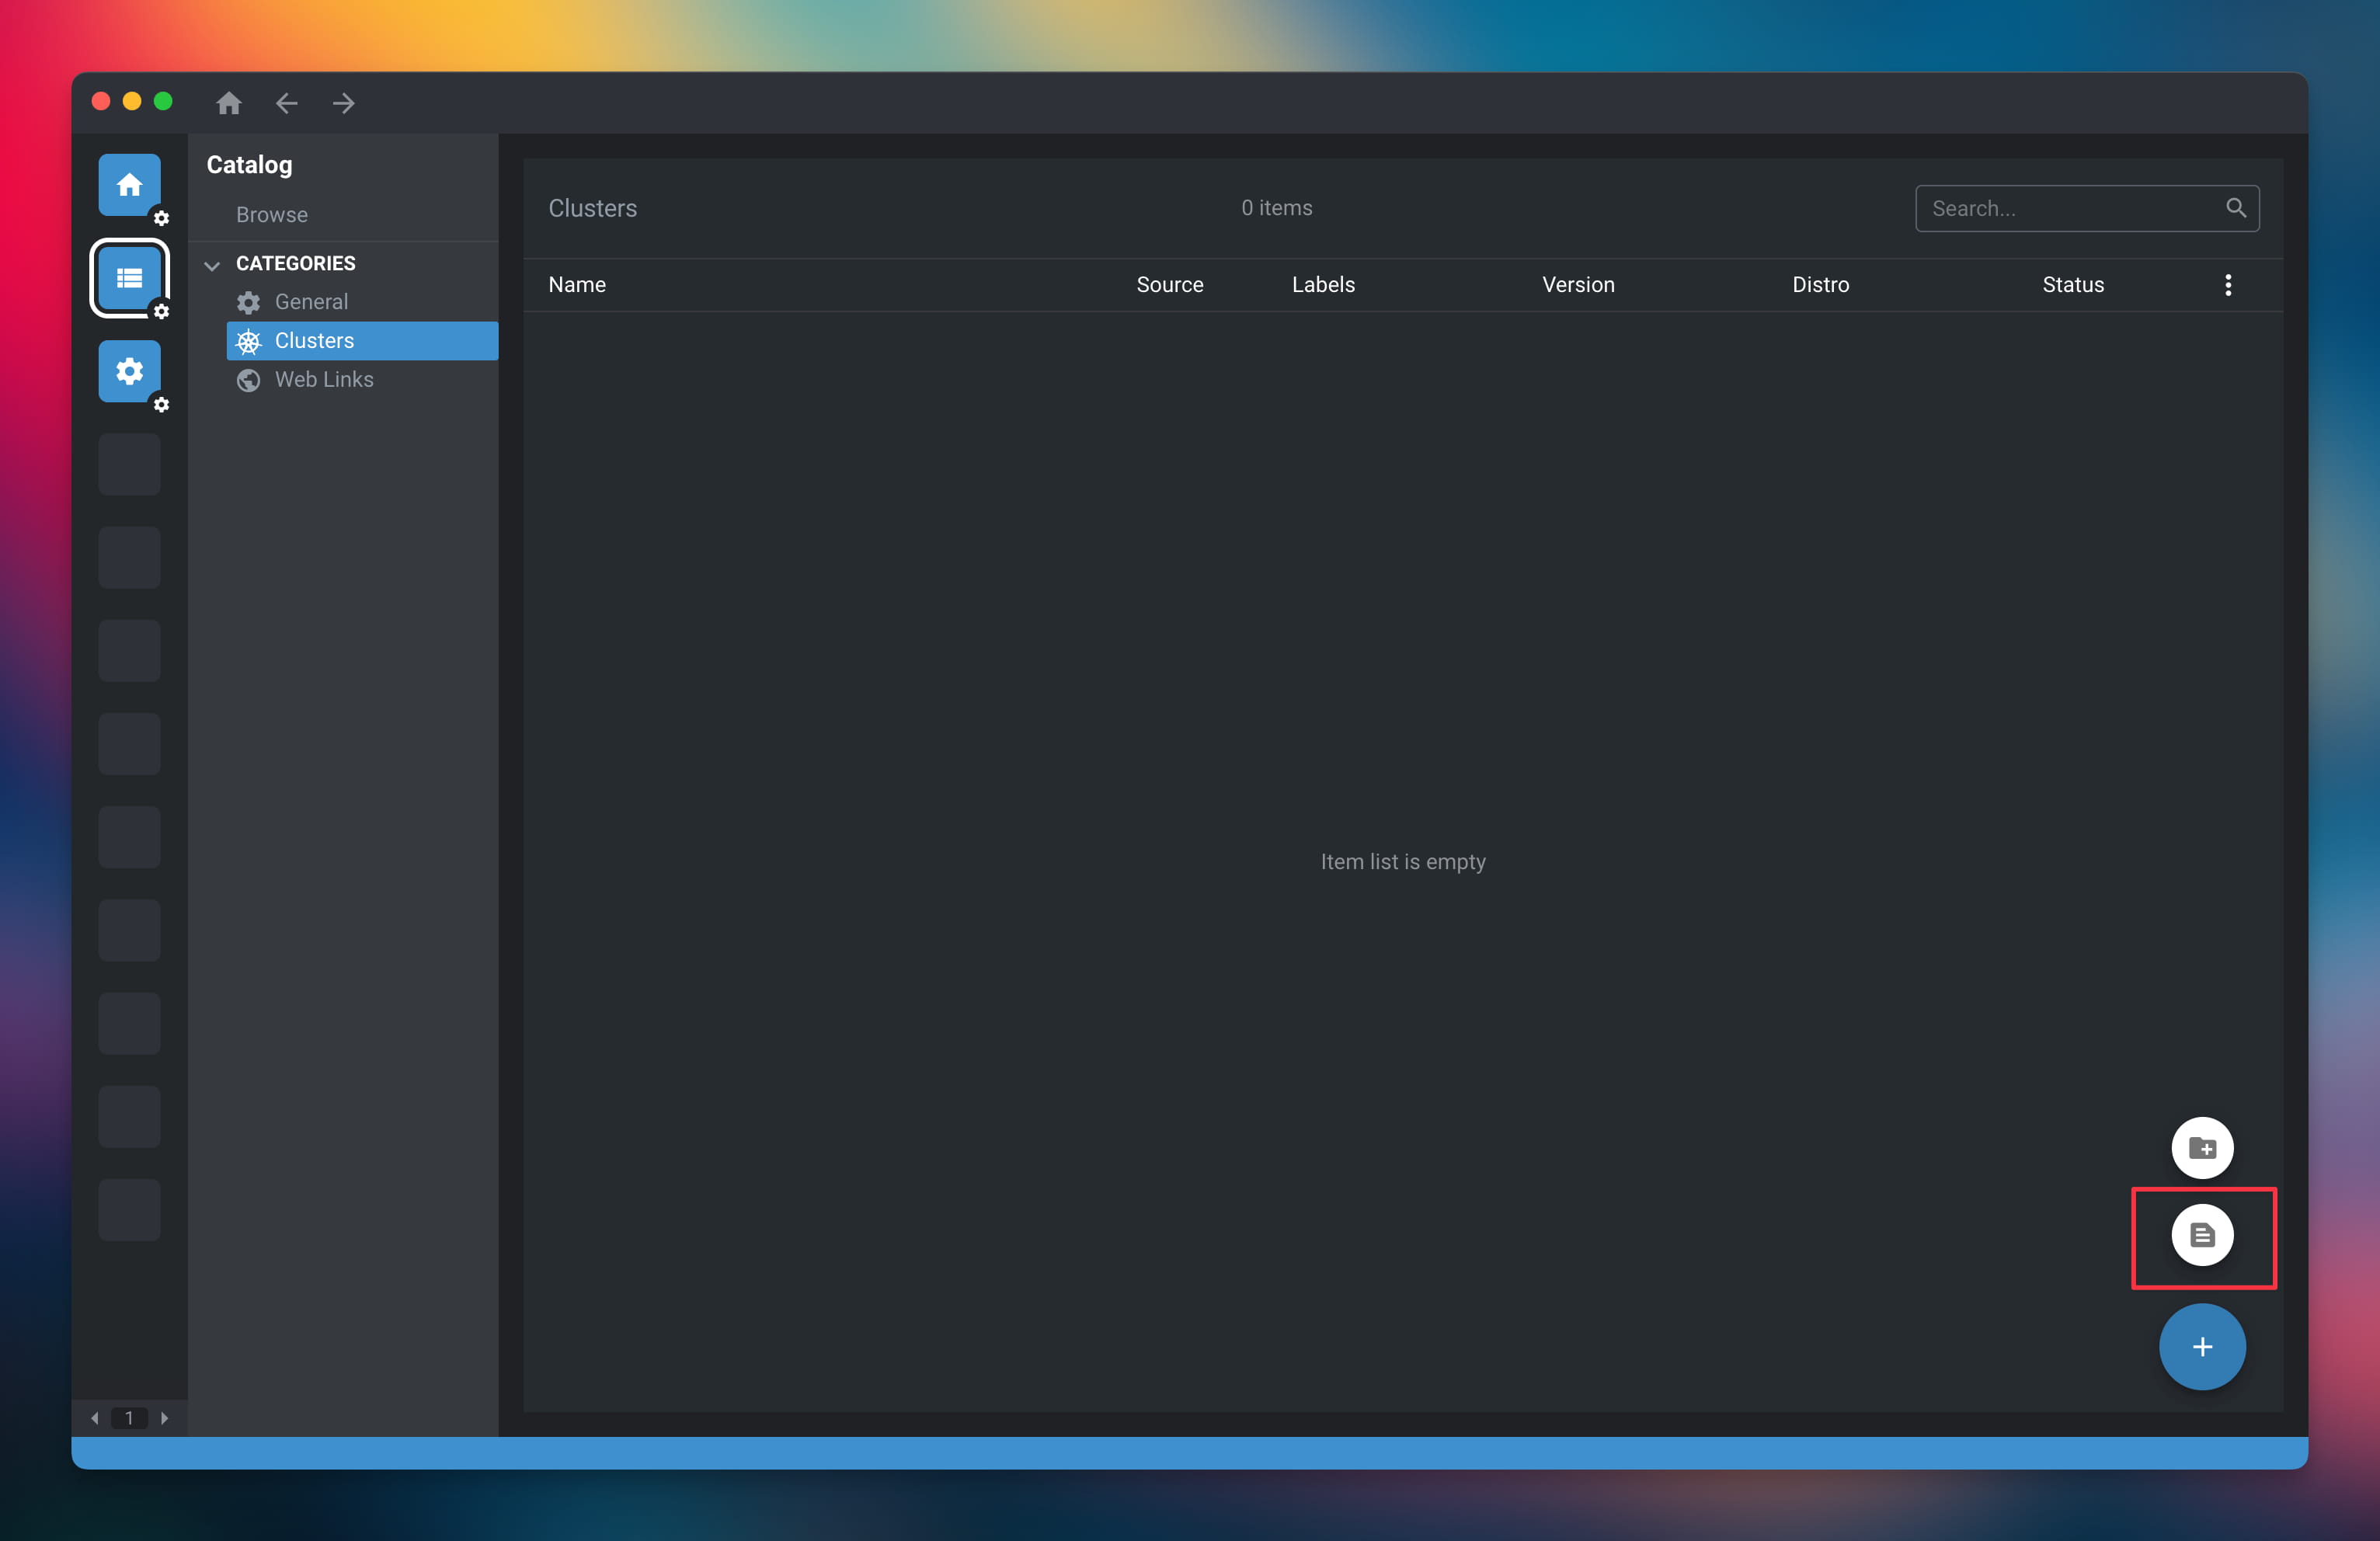 Catalog
Browse
CATEGORIES
General
Clusters
Web Links
Clusters
0 items
Search...
Name Source Labels Version Distro Status
Item list is empty
1